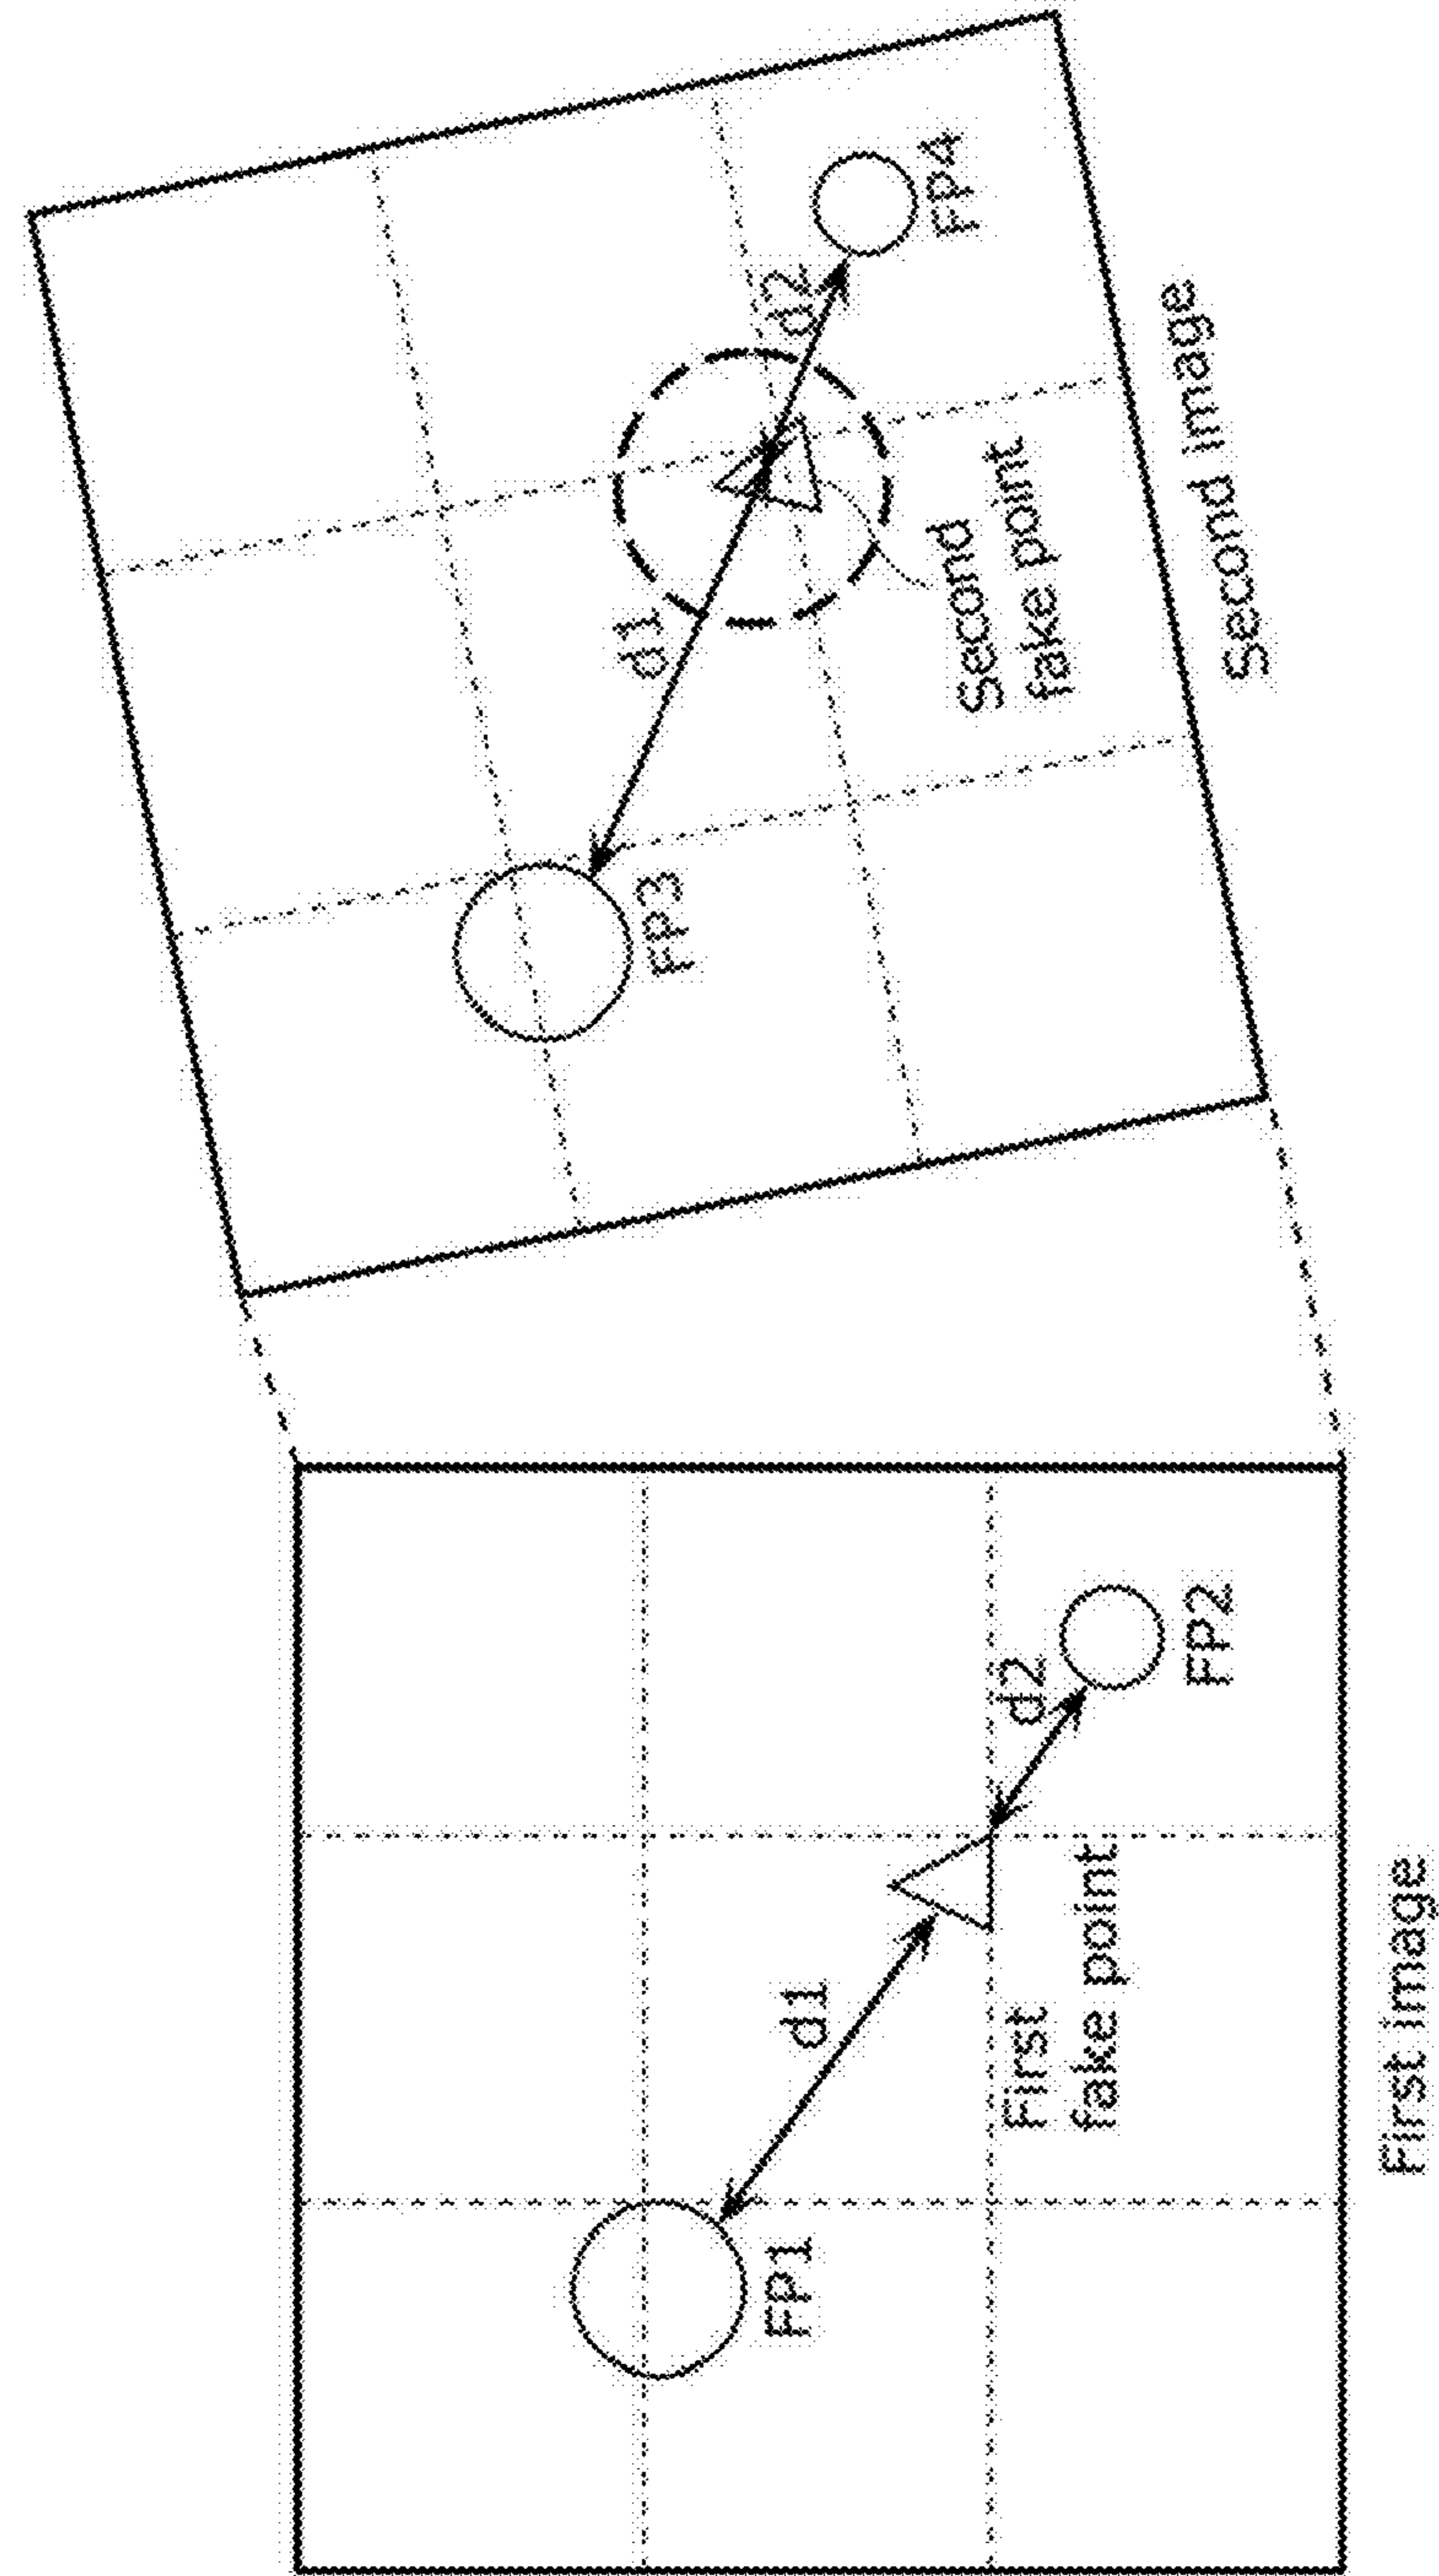 FP1
d1
First
fake point
d2
FP2
First image
FP3
d1
Second
fake point
d2
FP4
Second image